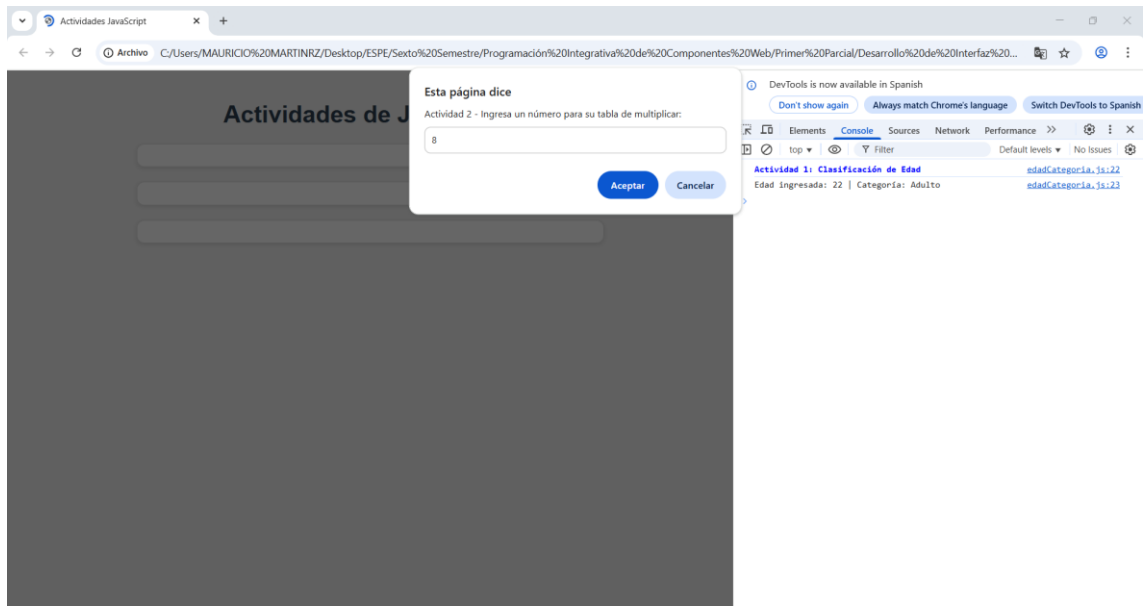 Actividades JavaScript
Archivo C:/Users/MAURICIO%20MARTINRZ/Desktop/ESPE/Sexto%20Semestre/Programación%20Integrativa%20de%20Componentes%20Web/Primer%20Parcial/Desarrollo%20de%20Interfaz%20...
Actividades de J
Esta página dice
Actividad 2 - Ingresa un número para su tabla de multiplicar:
8
Aceptar Cancelar
DevTools is now available in Spanish
Don't show again Always match Chrome's language Switch DevTools to Spanish
Elements Console Sources Network Performance
top Filter Default levels No Issues
Actividad 1: Clasificación de Edad edadCategoria.js:22
Edad ingresada: 22 | Categoría: Adulto edadCategoria.js:23